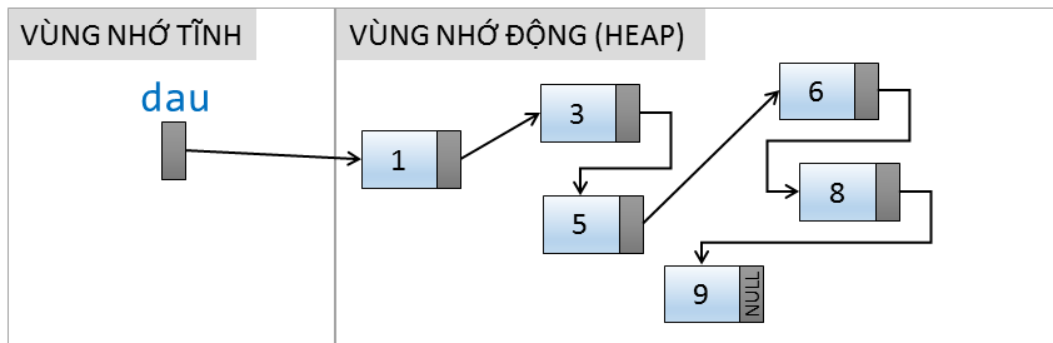 VÙNG NHỚ TĨNH
VÙNG NHỚ ĐỘNG (HEAP)
dau
1
3
5
6
8
9
NULL